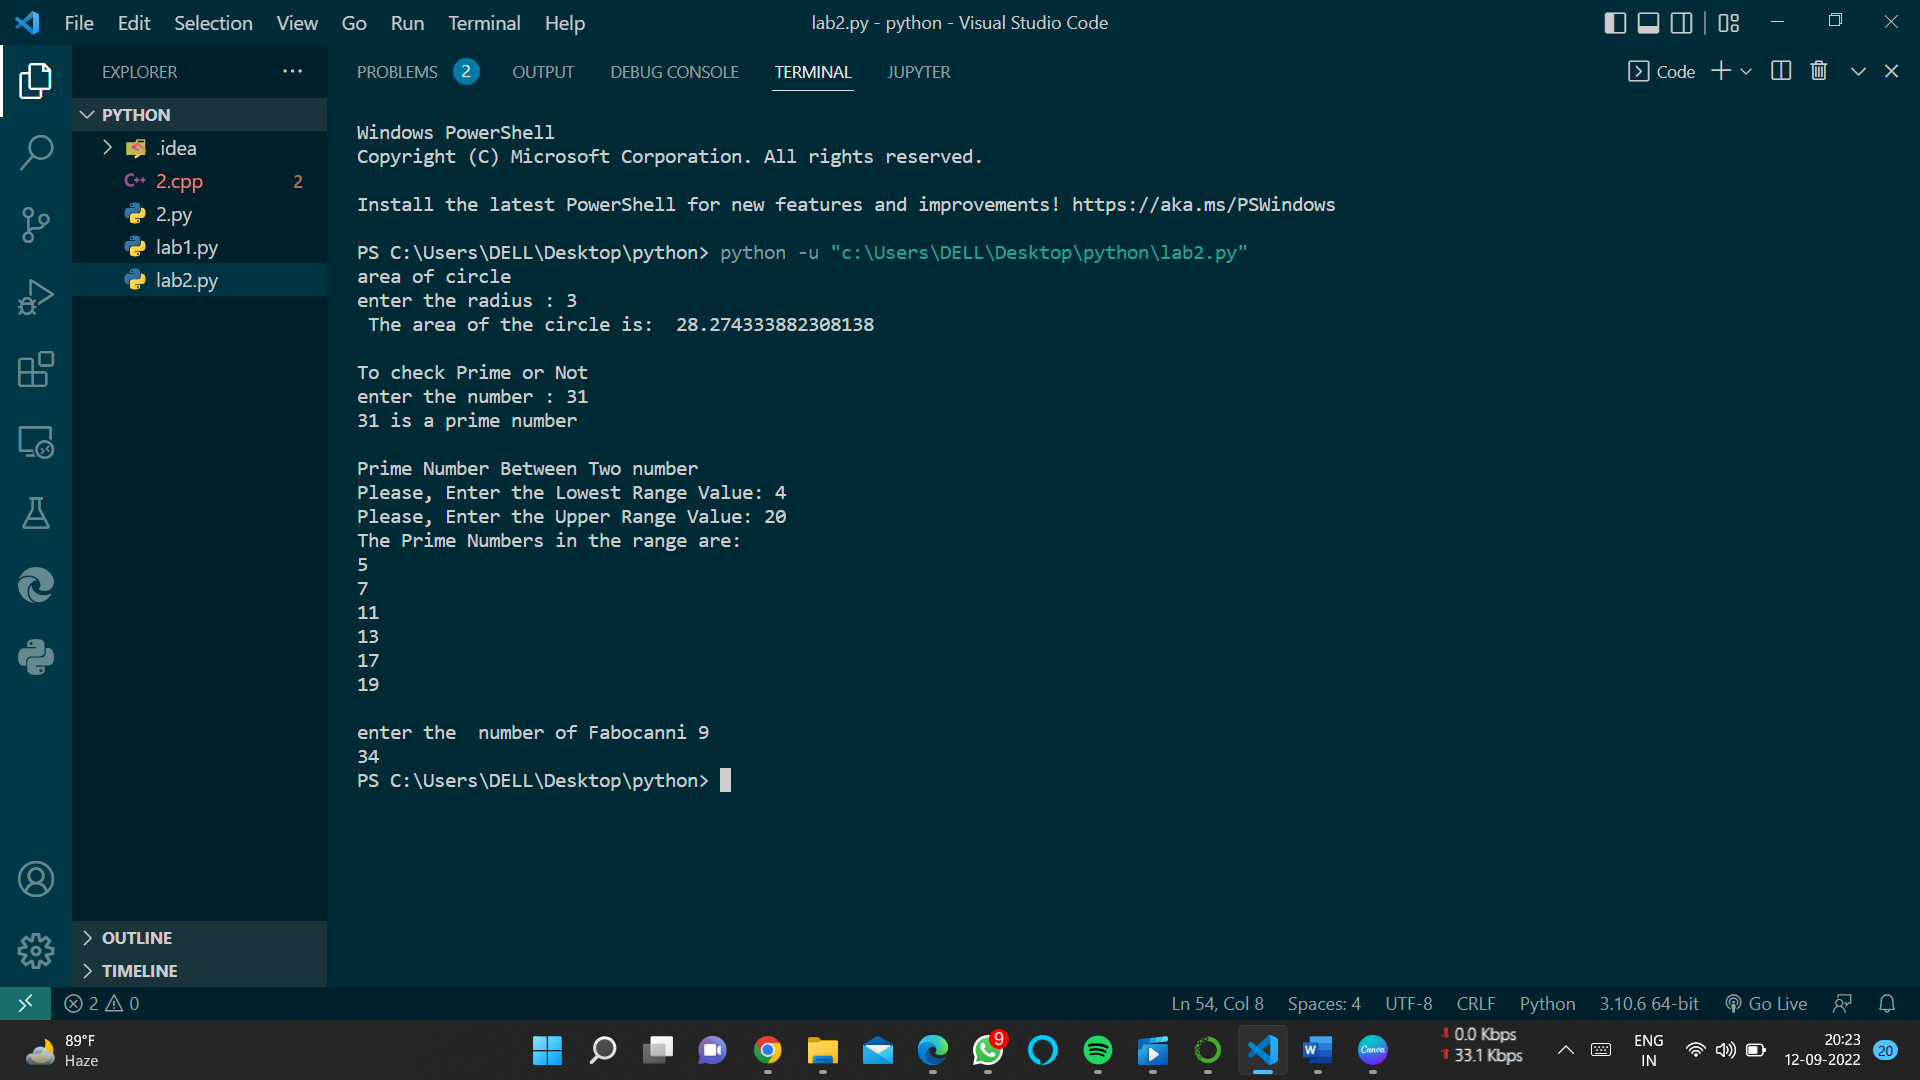 File Edit Selection View Go Run Terminal Help
lab2.py - python - Visual Studio Code
EXPLORER
PROBLEMS 2 OUTPUT DEBUG CONSOLE TERMINAL JUPYTER
Code
PYTHON
.idea
C++ 2.cpp 2
2.py
lab1.py
lab2.py
Windows PowerShell
Copyright (C) Microsoft Corporation. All rights reserved.
Install the latest PowerShell for new features and improvements! https://aka.ms/PSWindows
PS C:\Users\DELL\Desktop\python> python -u "c:\Users\DELL\Desktop\python\lab2.py"
area of circle
enter the radius : 3
The area of the circle is:  28.274333882308138
To check Prime or Not
enter the number : 31
31 is a prime number
Prime Number Between Two number
Please, Enter the Lowest Range Value: 4
Please, Enter the Upper Range Value: 20
The Prime Numbers in the range are:
5
7
11
13
17
19
enter the  number of Fabocanni 9
34
PS C:\Users\DELL\Desktop\python>
OUTLINE
TIMELINE
2 0
Ln 54, Col 8 Spaces: 4 UTF-8 CRLF Python 3.10.6 64-bit Go Live
89°F
Haze
9
W
Canva
0.0 Kbps
33.1 Kbps
ENG
IN
20:23
12-09-2022
20